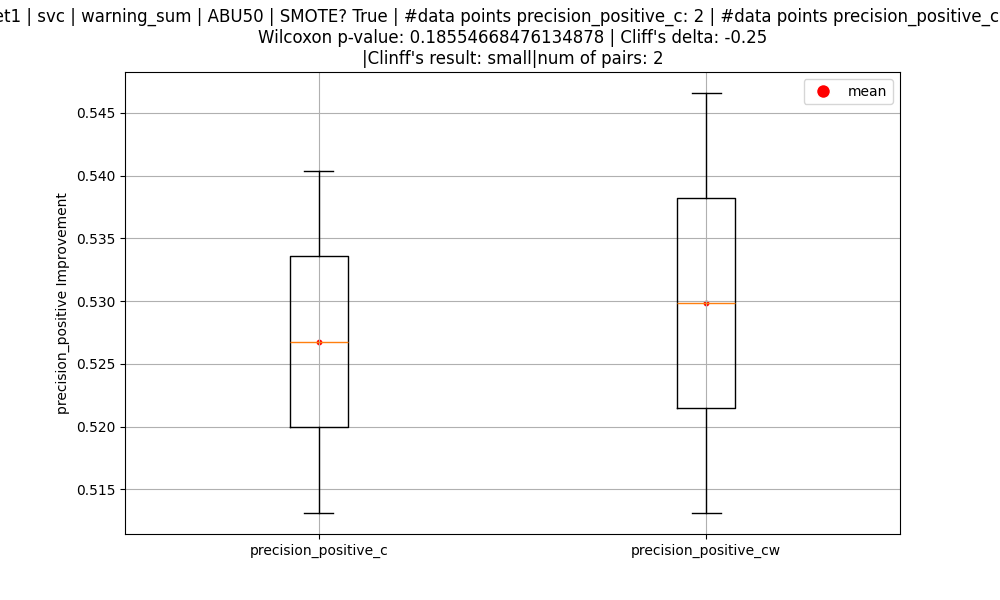 et1 | svc | warning_sum | ABU50 | SMOTE? True | #data points precision_positive_c: 2 | #data points precision_positive_c
Wilcoxon p-value: 0.18554668476134878 | Cliff's delta: -0.25
|Clinff's result: small|num of pairs: 2
mean
0.545
0.540
0.535
0.530
0.525
0.520
0.515
precision_positive Improvement
precision_positive_c
precision_positive_cw